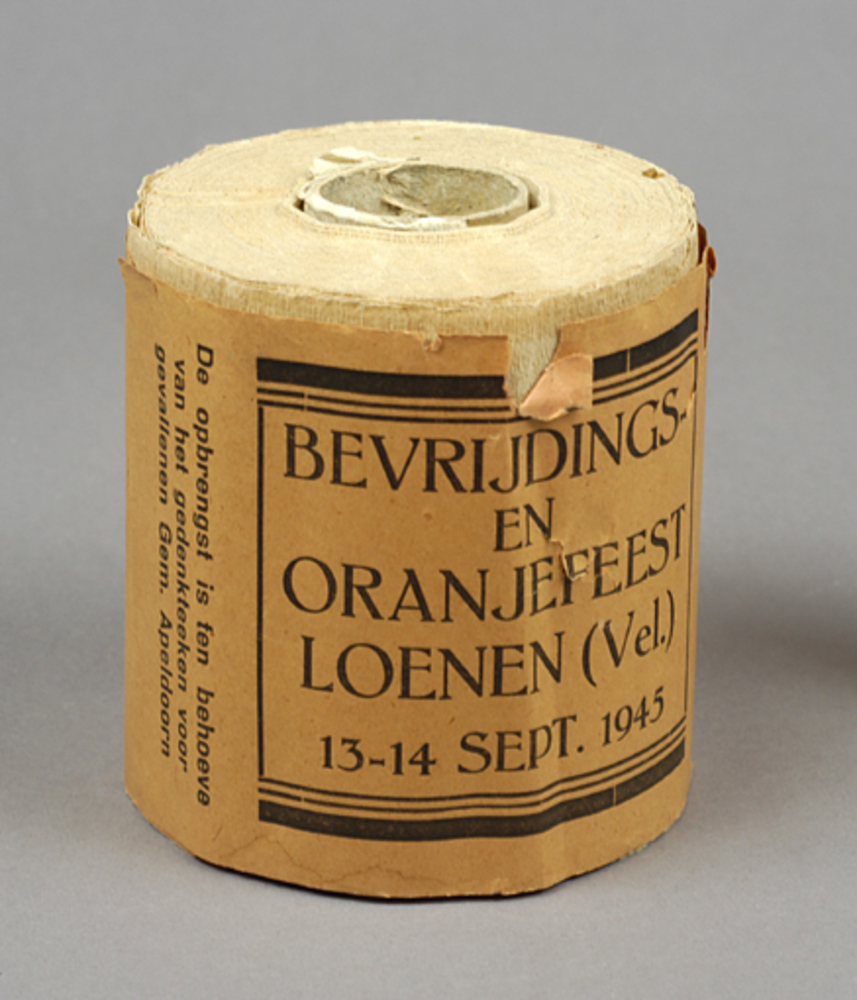 De opbrengst is ten behoeve
van het gedenkteeken voor
gevallenen Gem. Apeldoorn
BEVRIJDINGS-
EN
ORANJEFEEST
LOENEN (Vel.)
13-14 SEPT. 1945